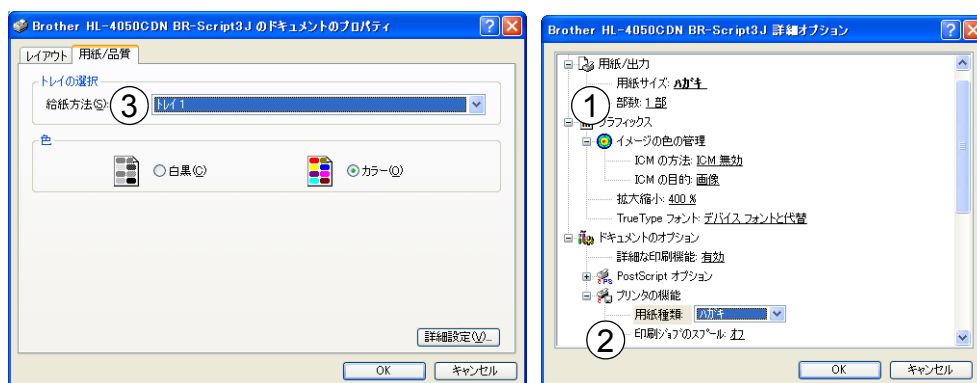 Brother HL-4050CDN BR-Script3J のドキュメントのプロパティ
レイアウト 用紙/品質
トレイの選択
給紙方法(S): ③ トレイ 1
色
白黒(C) カラー(O)
詳細設定(V)...
OK キャンセル
Brother HL-4050CDN BR-Script3J 詳細オプション
用紙/出力
用紙サイズ: ハガキ
① 部数: 1 部
グラフィックス
イメージの色の管理
ICM の方法: ICM 無効
ICM の目的: 画像
拡大縮小: 400 %
TrueType フォント: デバイス フォントと代替
ドキュメントのオプション
詳細な印刷機能: 有効
PostScript オプション
プリンタの機能
用紙種類: ハガキ
② 印刷ジョブのスプール: オフ
OK キャンセル